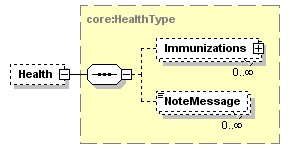 core:HealthType
Immunizations
0..∞
Health
NoteMessage
0..∞